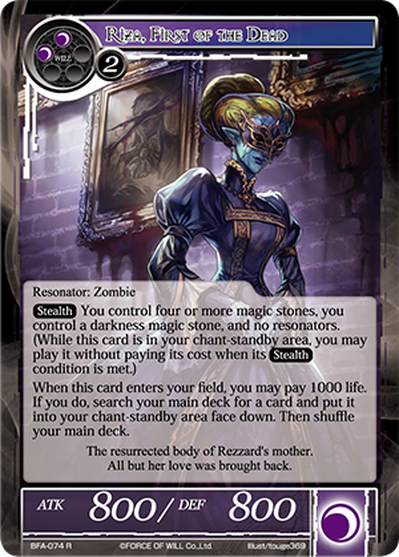 Riza, First of the Dead
WILL
2
Resonator: Zombie
Stealth You control four or more magic stones, you
control a darkness magic stone, and no resonators.
(While this card is in your chant-standby area, you may
play it without paying its cost when its Stealth
condition is met.)
When this card enters your field, you may pay 1000 life.
If you do, search your main deck for a card and put it
into your chant-standby area face down. Then shuffle
your main deck.
The resurrected body of Rezzard's mother.
All but her love was brought back.
ATK 800 / DEF 800
BFA-074 R ©FORCE OF WILL Co.,Ltd. Illust/touge369